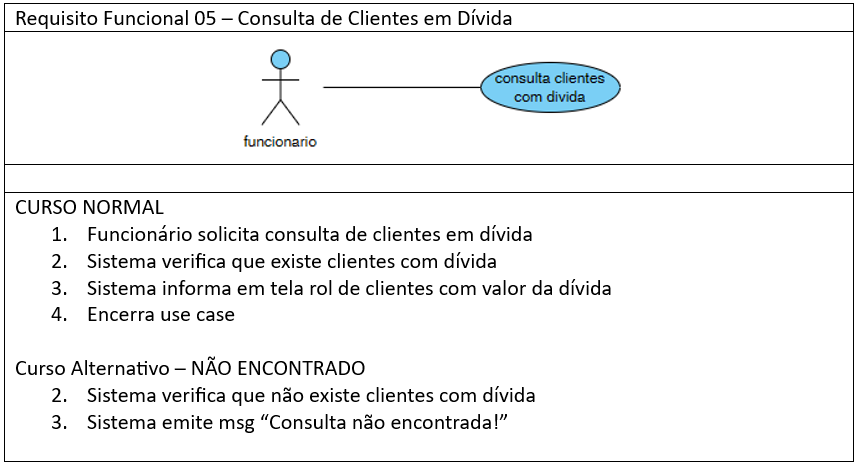 Requisito Funcional 05 – Consulta de Clientes em Dívida
consulta clientes
com divida
funcionario
CURSO NORMAL
1. Funcionário solicita consulta de clientes em dívida
2. Sistema verifica que existe clientes com dívida
3. Sistema informa em tela rol de clientes com valor da dívida
4. Encerra use case
Curso Alternativo – NÃO ENCONTRADO
2. Sistema verifica que não existe clientes com dívida
3. Sistema emite msg “Consulta não encontrada!”